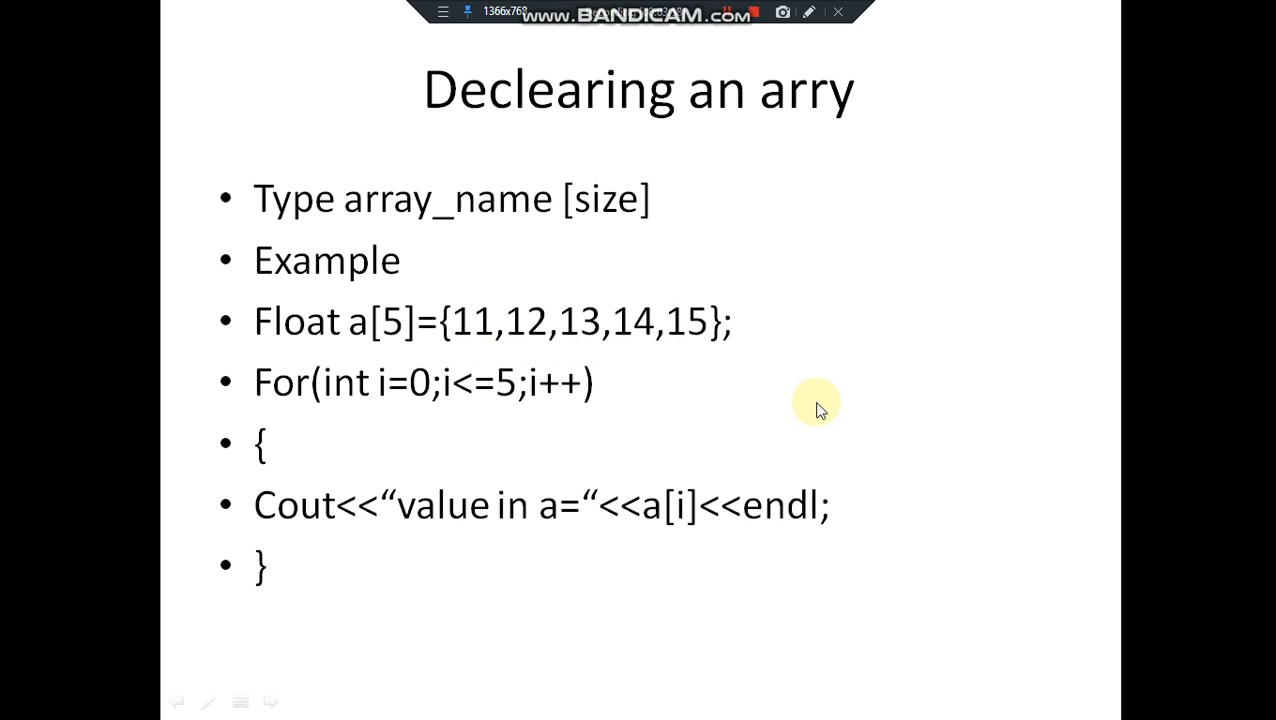 1366x768
www.BANDICAM.com
Declearing an arry
• Type array_name [size]
• Example
• Float a[5]={11,12,13,14,15};
• For(int i=0;i<=5;i++)
• {
• Cout<<“value in a=“<<a[i]<<endl;
• }